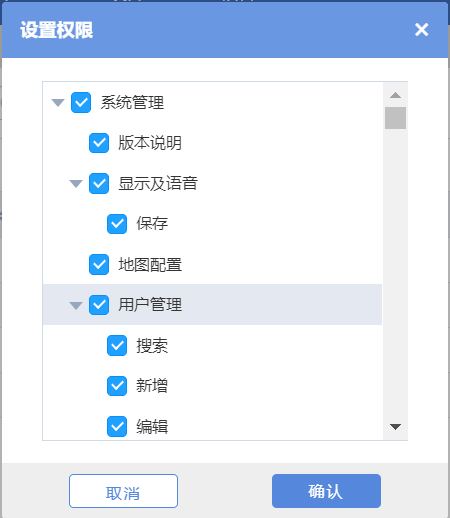 设置权限
系统管理
版本说明
显示及语音
保存
地图配置
用户管理
搜索
新增
编辑
取消
确认